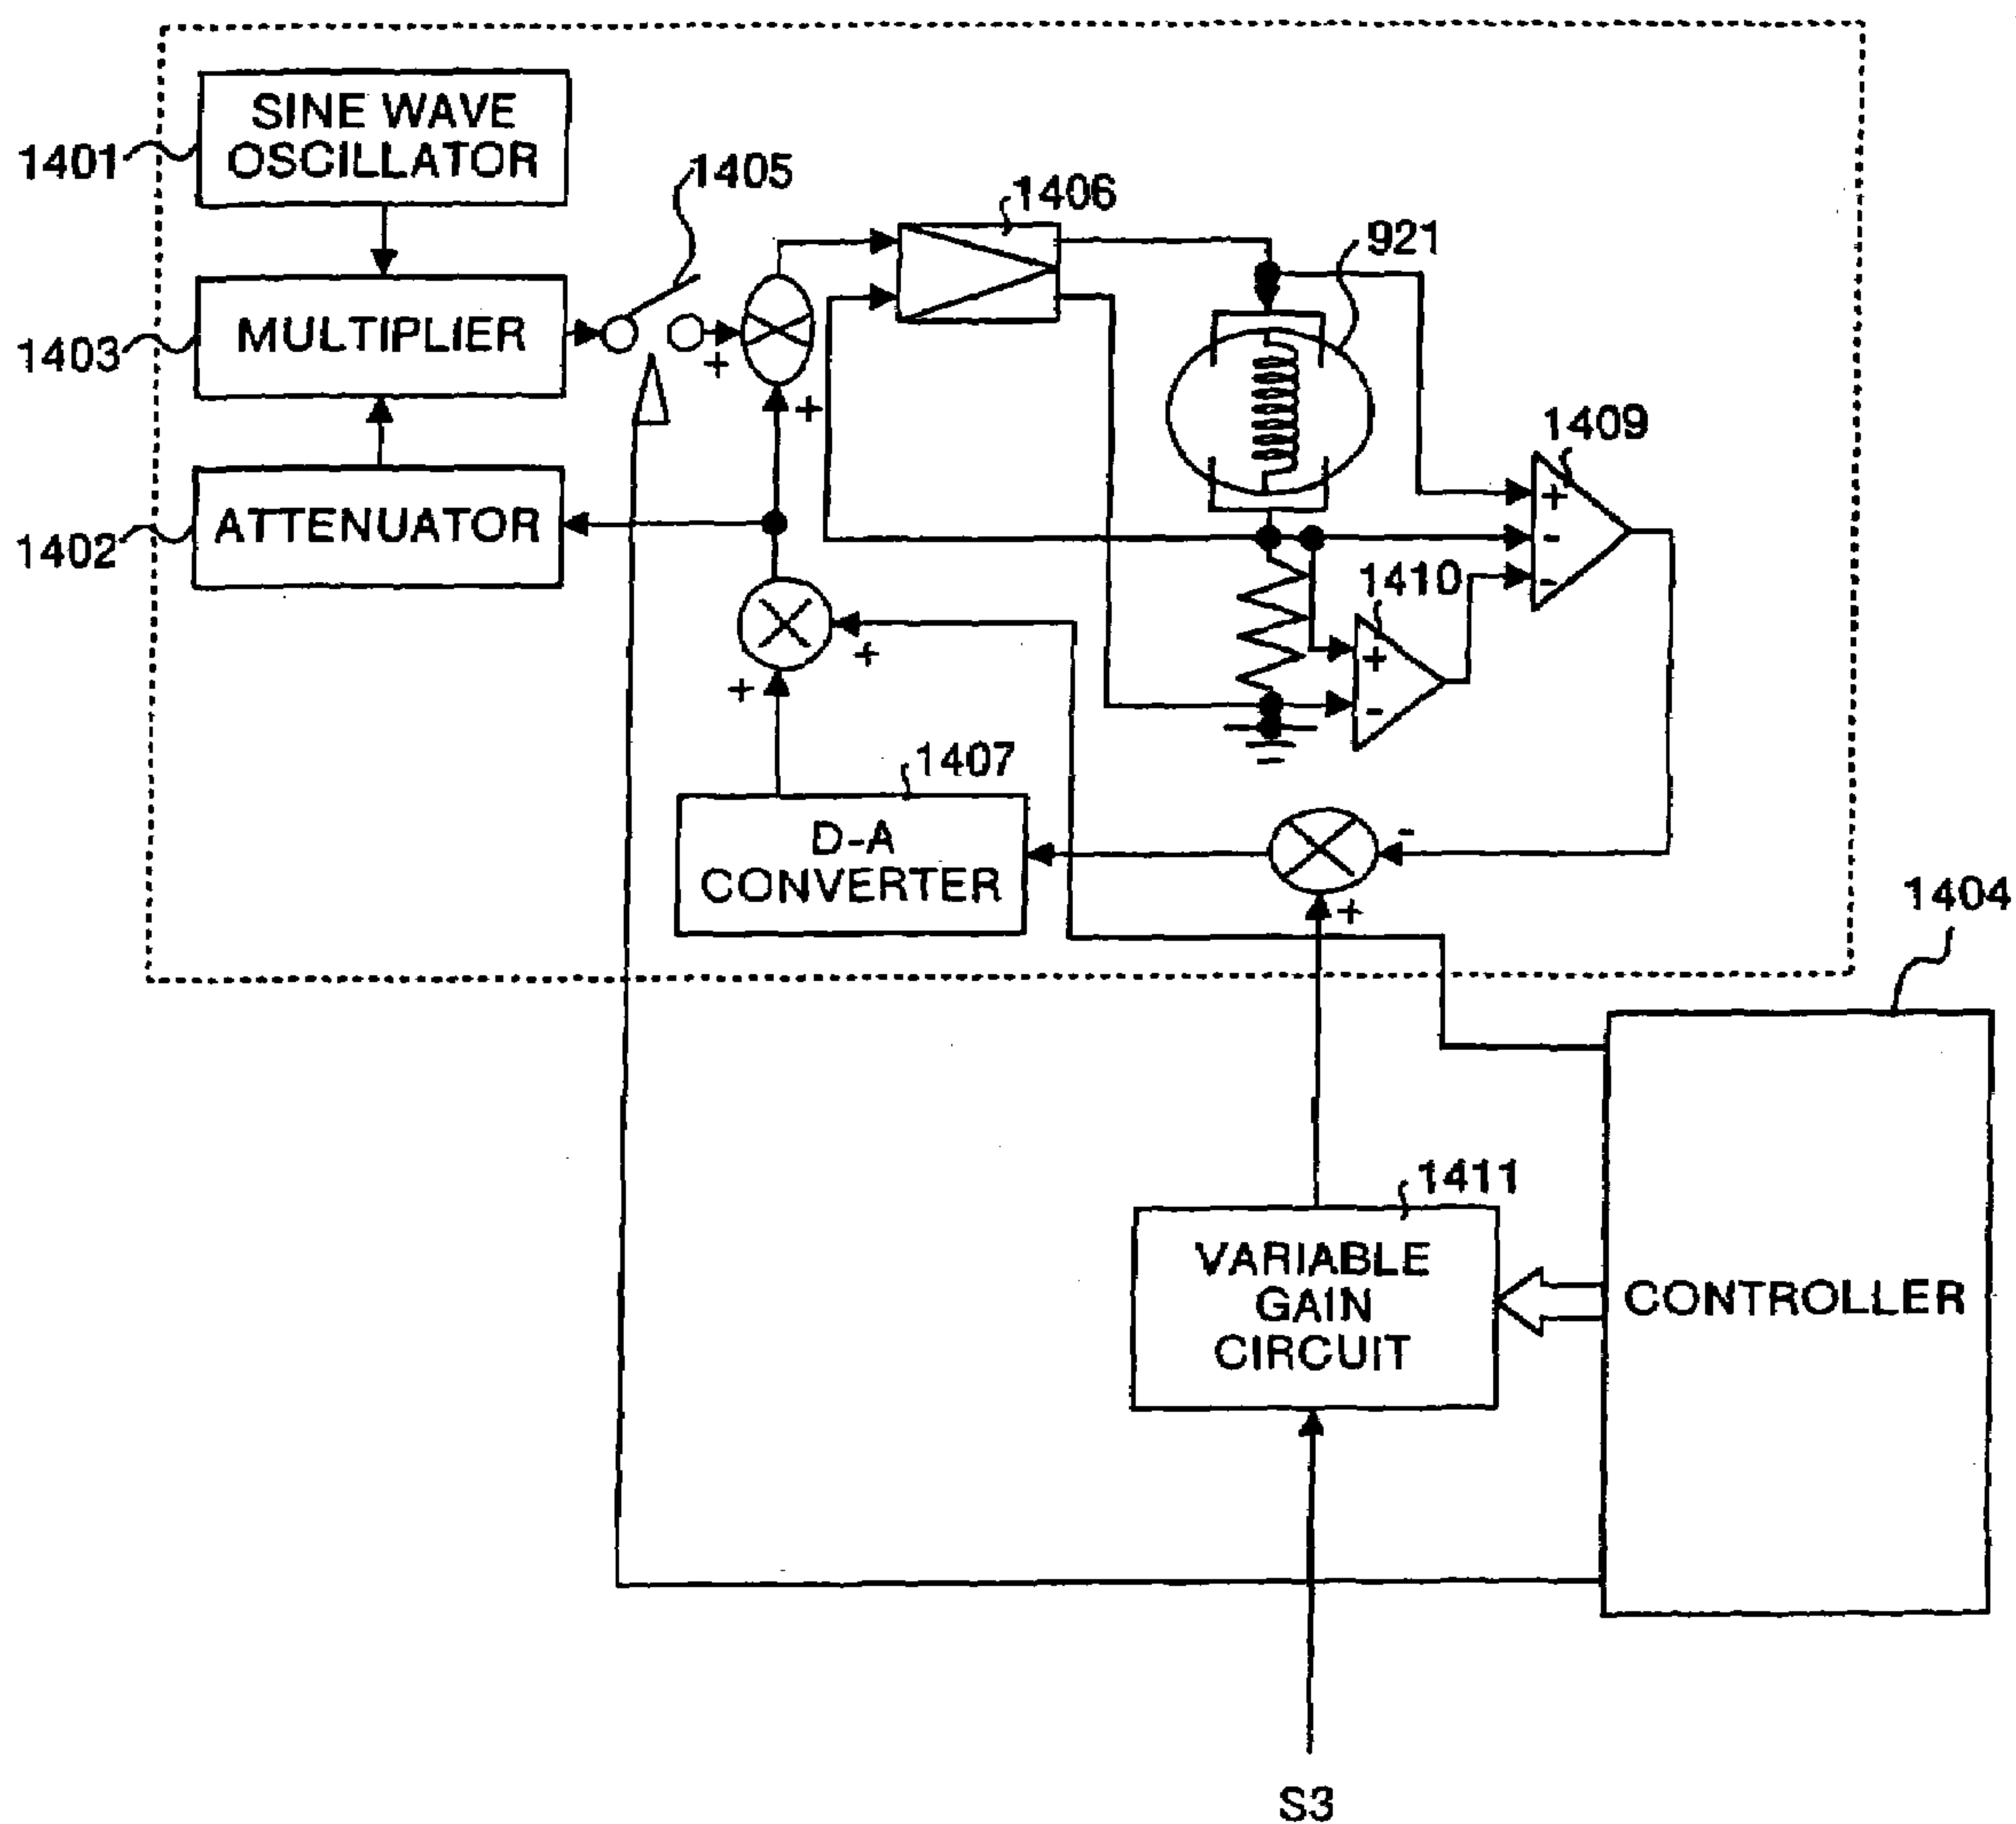 SINE WAVE
OSCILLATOR
1401
1405
1406
921
MULTIPLIER
1403
+
+
1409
ATTENUATOR
1402
+
-
-
1410
+
-
+
+
1407
D-A
CONVERTER
-
+
1404
1411
VARIABLE
GAIN
CIRCUIT
CONTROLLER
S3